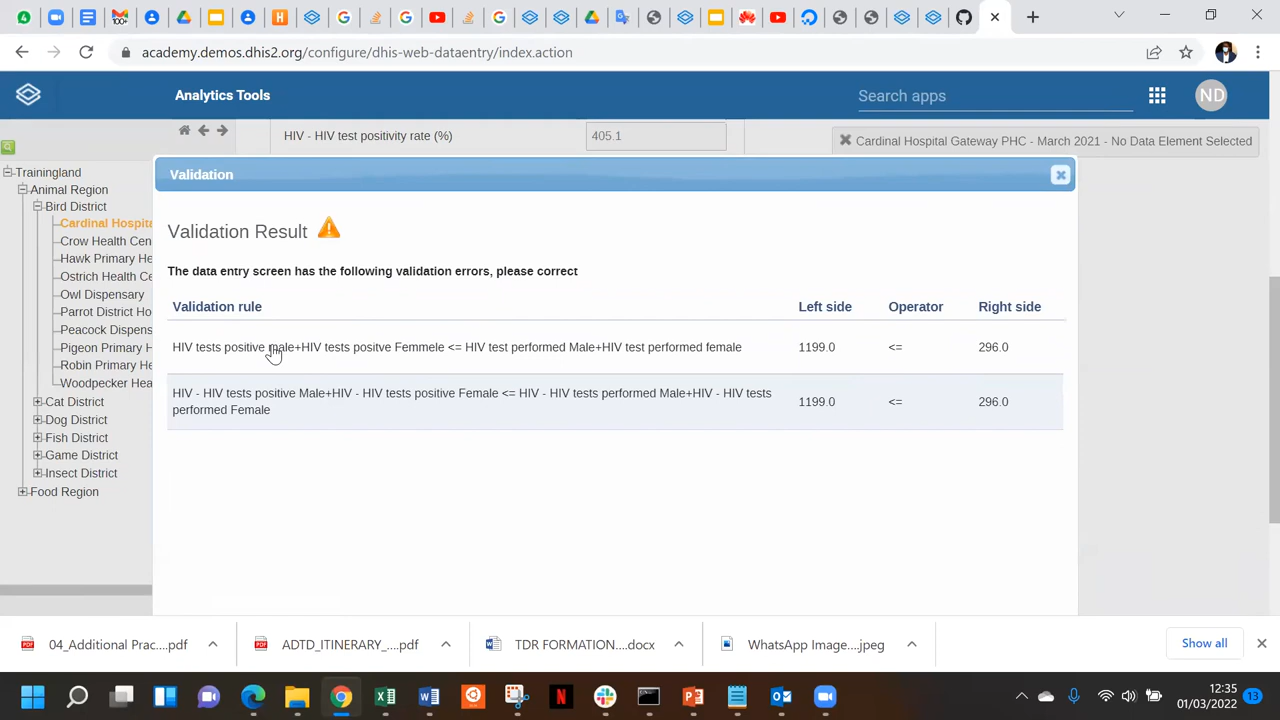 academy.demos.dhis2.org/configure/dhis-web-dataentry/index.action
Analytics Tools
Search apps
ND
HIV - HIV test positivity rate (%)
405.1
Cardinal Hospital Gateway PHC - March 2021 - No Data Element Selected
Trainingland
Animal Region
Bird District
Cardinal Hospita
Crow Health Cen
Hawk Primary He
Ostrich Health Ce
Owl Dispensary
Parrot District Ho
Peacock Dispens
Pigeon Primary H
Robin Primary He
Woodpecker Hea
Cat District
Dog District
Fish District
Game District
Insect District
Food Region
Validation
Validation Result
The data entry screen has the following validation errors, please correct
Validation rule Left side Operator Right side
HIV tests positive male+HIV tests positve Femmele <= HIV test performed Male+HIV test performed female 1199.0 <= 296.0
HIV - HIV tests positive Male+HIV - HIV tests positive Female <= HIV - HIV tests performed Male+HIV - HIV tests
performed Female 1199.0 <= 296.0
04_Additional Prac....pdf
ADTD_ITINERARY_....pdf
TDR FORMATION....docx
WhatsApp Image....jpeg
Show all
12:35
01/03/2022
13